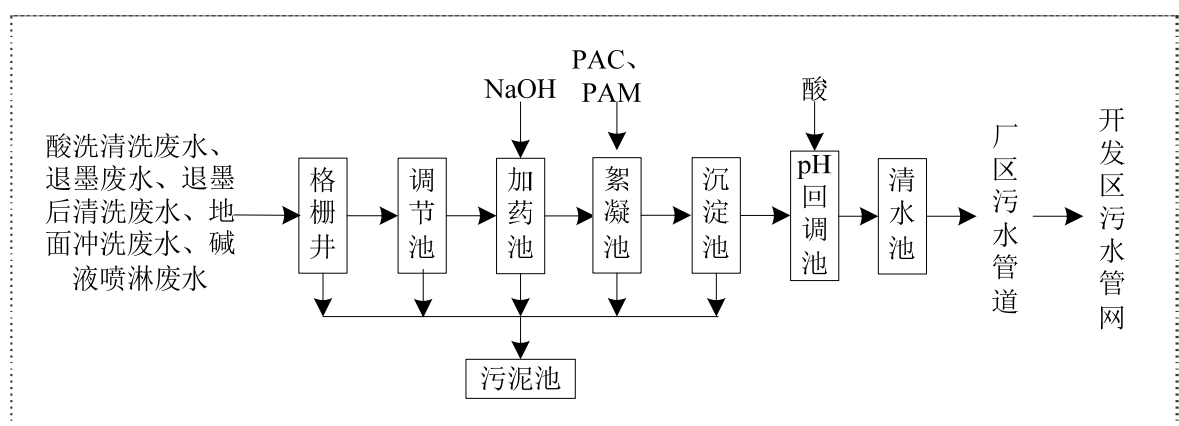 酸洗清洗废水、
退墨废水、退墨
后清洗废水、地
面冲洗废水、碱
液喷淋废水
格栅井
调节池
NaOH
加药池
PAC、
PAM
絮凝池
沉淀池
酸
pH
回调池
清水池
厂区污水管道
开发区污水管网
污泥池